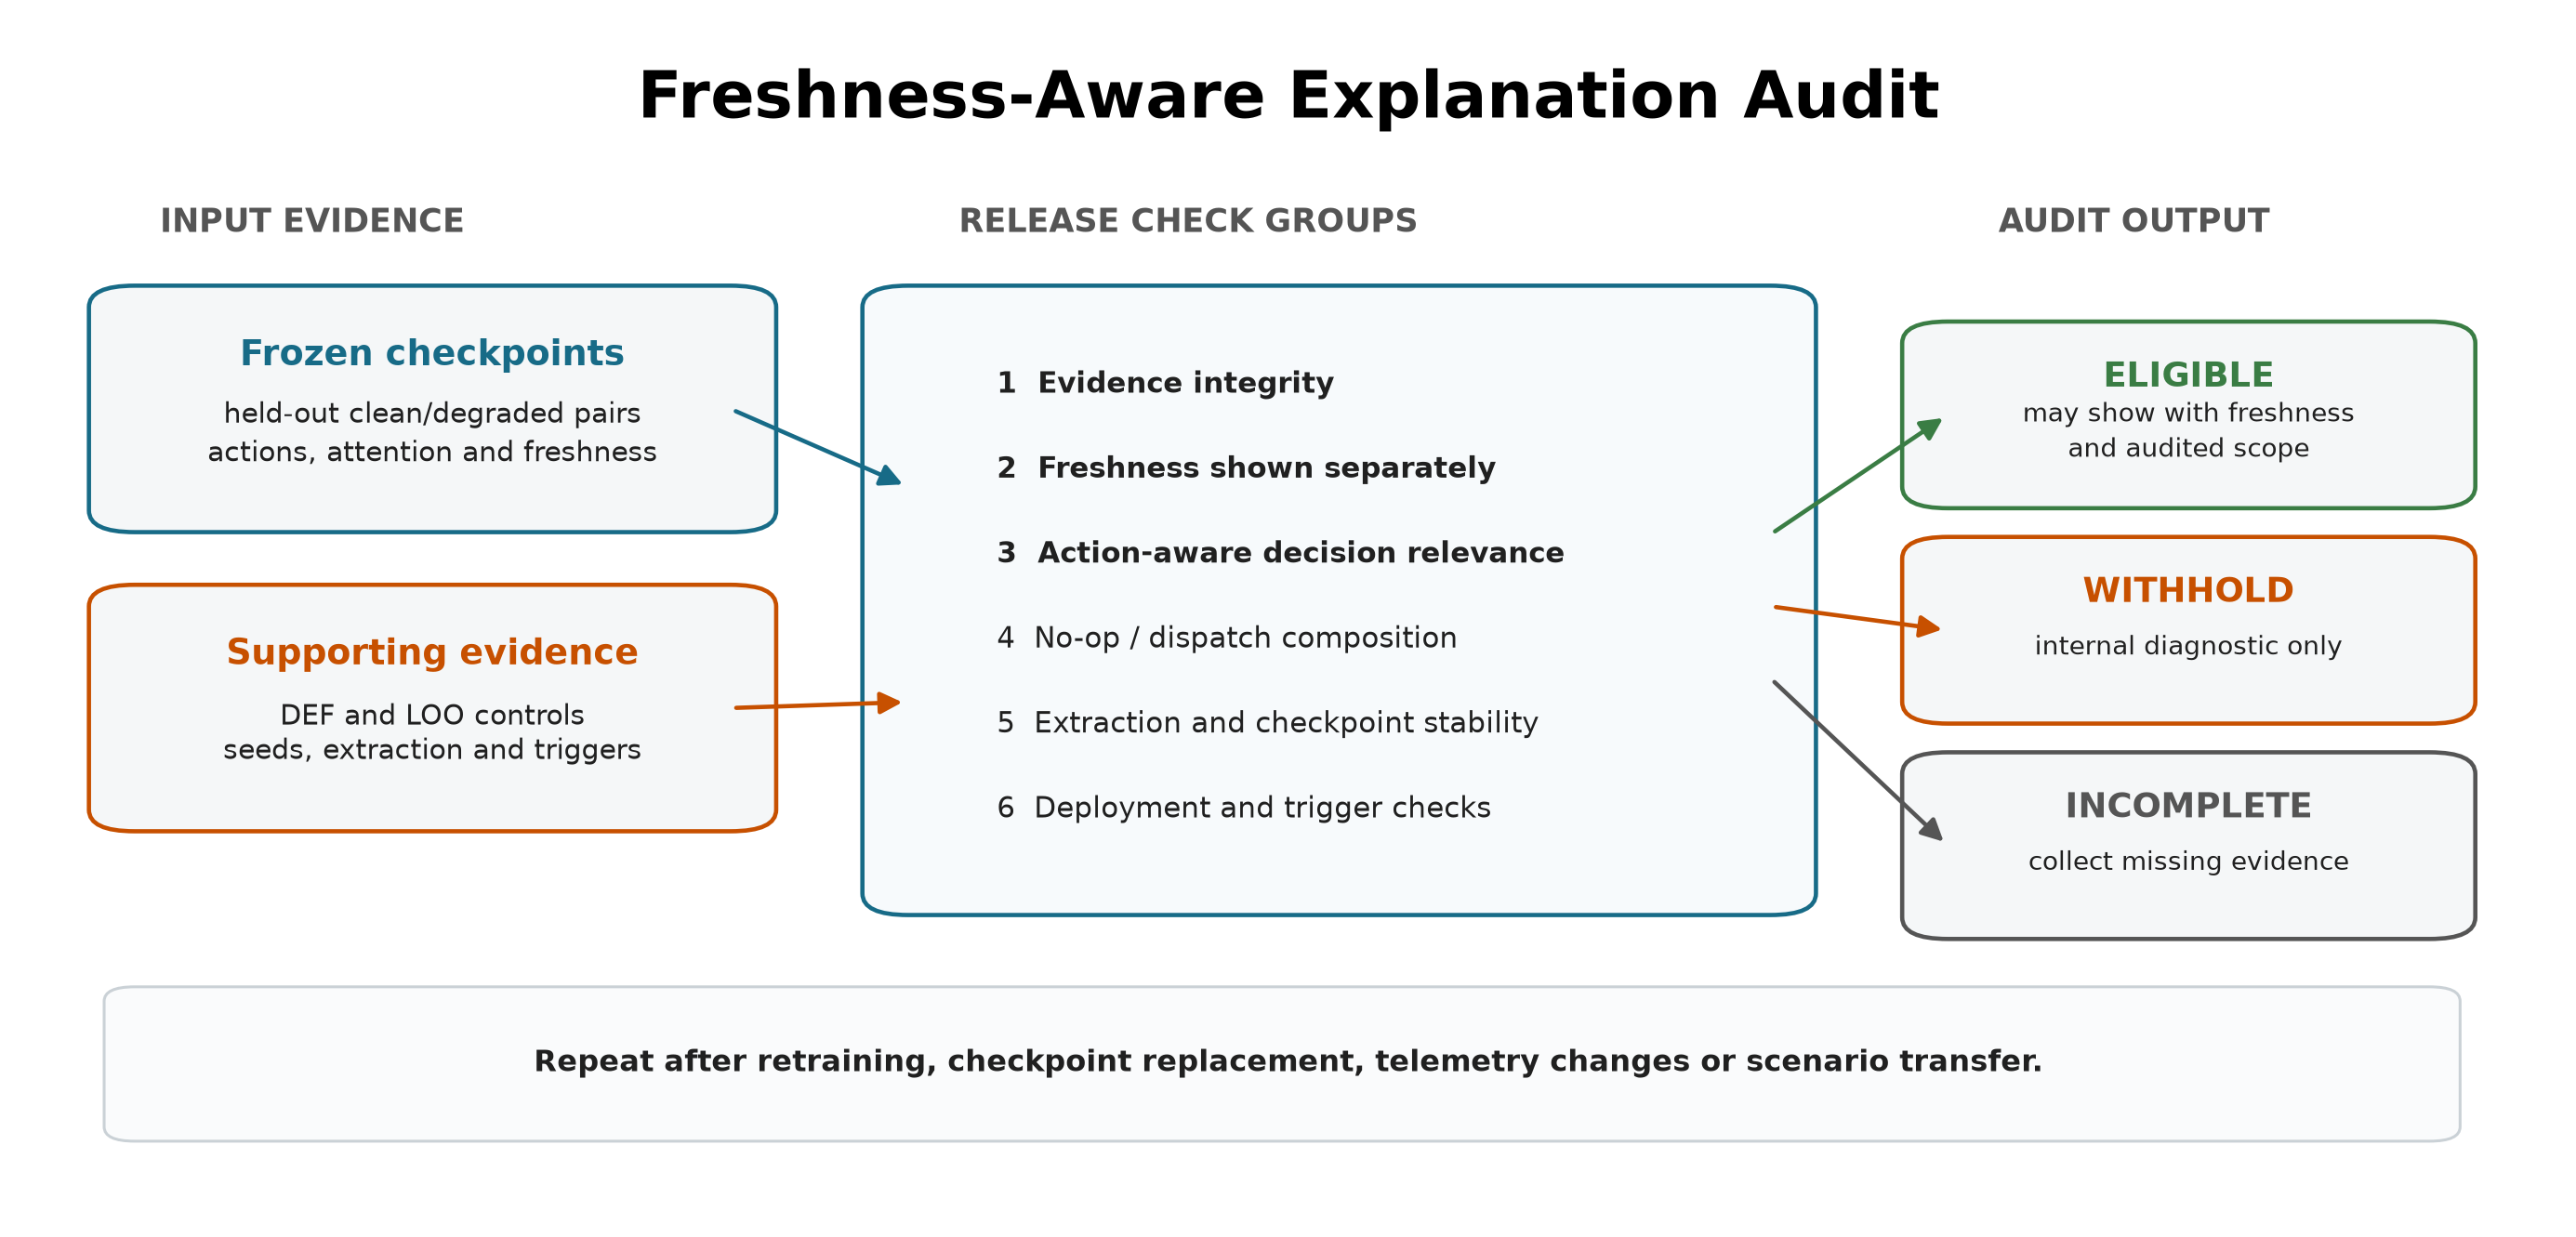 Freshness-Aware Explanation Audit
INPUT EVIDENCE
Frozen checkpoints
held-out clean/degraded pairs
actions, attention and freshness
Supporting evidence
DEF and LOO controls
seeds, extraction and triggers
RELEASE CHECK GROUPS
1 Evidence integrity
2 Freshness shown separately
3 Action-aware decision relevance
4 No-op / dispatch composition
5 Extraction and checkpoint stability
6 Deployment and trigger checks
AUDIT OUTPUT
ELIGIBLE
may show with freshness
and audited scope
WITHHOLD
internal diagnostic only
INCOMPLETE
collect missing evidence
Repeat after retraining, checkpoint replacement, telemetry changes or scenario transfer.